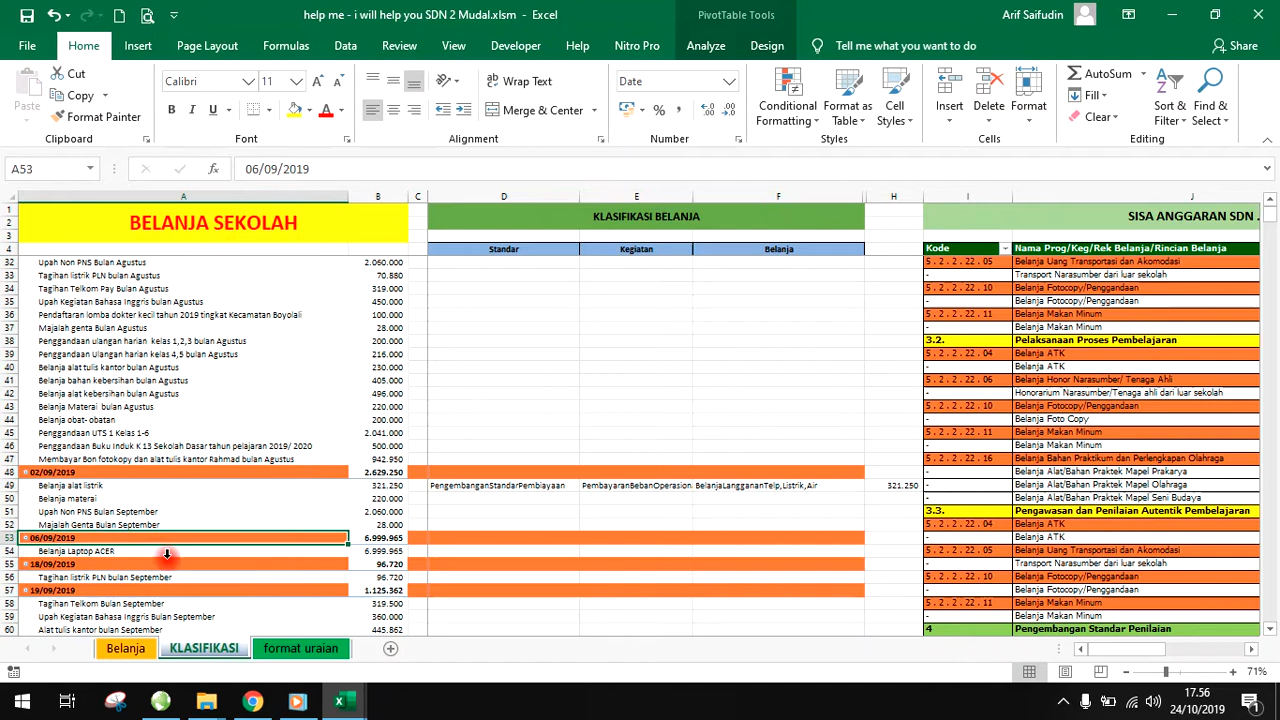 help me - i will help you SDN 2 Mudal.xlsm - Excel
PivotTable Tools
Arif Saifudin
File Home Insert Page Layout Formulas Data Review View Developer Help Nitro Pro Analyze Design Tell me what you want to do Share
Cut
Copy
Format Painter
Paste
Clipboard
Calibri 11
B I U
Font
Wrap Text
Merge & Center
Alignment
Date
Number
Conditional Formatting
Format as Table
Cell Styles
Styles
Insert Delete Format
Cells
AutoSum
Fill
Clear
Sort & Filter
Find & Select
Editing
A53 fx 06/09/2019
A B C D E F H I J
1 BELANJA SEKOLAH KLASIFIKASI BELANJA SISA ANGGARAN SDN .
2
3
4 Standar Kegiatan Belanja Kode Nama Prog/Keg/Rek Belanja/Rincian Belanja
32 Upah Non PNS Bulan Agustus 2.060.000 5 . 2 . 2 . 22 . 05 Belanja Uang Transportasi dan Akomodasi
33 Tagihan listrik PLN bulan Agustus 70.880 - Transport Narasumber dari luar sekolah
34 Tagihan Telkom Pay Bulan Agustus 319.000 5 . 2 . 2 . 22 . 10 Belanja Fotocopy/Penggandaan
35 Upah Kegiatan Bahasa Inggris bulan Agustus 450.000 - Belanja Fotocopy/Penggandaan
36 Pendaftaran lomba dokter kecil tahun 2019 tingkat Kecamatan Boyolali 100.000 5 . 2 . 2 . 22 . 11 Belanja Makan Minum
37 Majalah genta Bulan Agustus 28.000 - Belanja Makan Minum
38 Penggandaan ulangan harian kelas 1,2,3 bulan Agustus 200.000 3.2. Pelaksanaan Proses Pembelajaran
39 Penggandaan Ulangan harian kelas 4,5 bulan Agustus 216.000 5 . 2 . 2 . 22 . 04 Belanja ATK
40 Belanja alat tulis kantor bulan Agustus 230.000 - Belanja ATK
41 Belanja bahan kebersihan bulan Agustus 405.000 5 . 2 . 2 . 22 . 06 Belanja Honor Narasumber/ Tenaga Ahli
42 Belanja alat kebersihan bulan Agustus 496.000 - Honorarium Narasumber/Tenaga ahli dari luar sekolah
43 Belanja Materai bulan Agustus 220.000 5 . 2 . 2 . 22 . 10 Belanja Fotocopy/Penggandaan
44 Belanja obat- obatan 200.000 - Belanja Foto Copy
45 Penggandaan UTS 1 Kelas 1-6 2.041.000 5 . 2 . 2 . 22 . 11 Belanja Makan Minum
46 Penggandaan Buku Induk K 13 Sekolah Dasar tahun pelajaran 2019/ 2020 500.000 - Belanja Makan Minum
47 Membayar Bon fotokopy dan alat tulis kantor Rahmad bulan Agustus 942.950 5 . 2 . 2 . 22 . 16 Belanja Bahan Praktikum dan Perlengkapan Olahraga
48 02/09/2019 2.629.250 - Belanja Alat/Bahan Praktek Mapel Prakarya
49 Belanja alat listrik 321.250 PengembanganStandarPembiayaan PembayaranBebanOperasion. BelanjaLanggananTelp,Listrik,Air 321.250 - Belanja Alat/Bahan Praktek Mapel Olahraga
50 Belanja materai 220.000 - Belanja Alat/Bahan Praktek Mapel Seni Budaya
51 Upah Non PNS Bulan September 2.060.000 3.3. Pengawasan dan Penilaian Autentik Pembelajaran
52 Majalah Genta Bulan September 28.000 5 . 2 . 2 . 22 . 04 Belanja ATK
53 06/09/2019 6.999.965 - Belanja ATK
54 Belanja Laptop ACER 6.999.965 5 . 2 . 2 . 22 . 05 Belanja Uang Transportasi dan Akomodasi
55 18/09/2019 96.720 - Transport Narasumber dari luar sekolah
56 Tagihan listrik PLN bulan September 96.720 5 . 2 . 2 . 22 . 10 Belanja Fotocopy/Penggandaan
57 19/09/2019 1.125.362 - Belanja Fotocopy/Penggandaan
58 Tagihan Telkom Bulan September 319.500 5 . 2 . 2 . 22 . 11 Belanja Makan Minum
59 Upah Kegiatan Bahasa Inggris Bulan September 360.000 - Belanja Makan Minum
60 Alat tulis kantor bulan September 445.862 4 Pengembangan Standar Penilaian
Belanja KLASIFIKASI format uraian
71%
17.56
24/10/2019